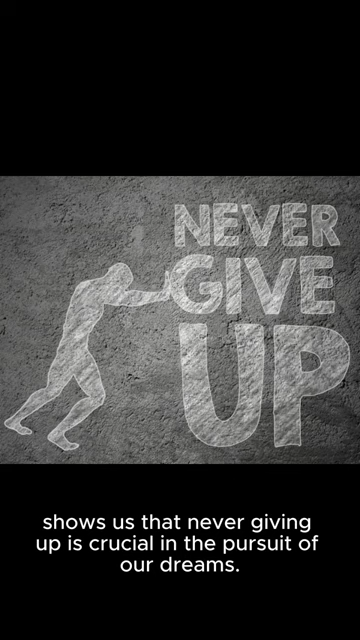 NEVER
GIVE
UP
shows us that never giving
up is crucial in the pursuit of
our dreams.